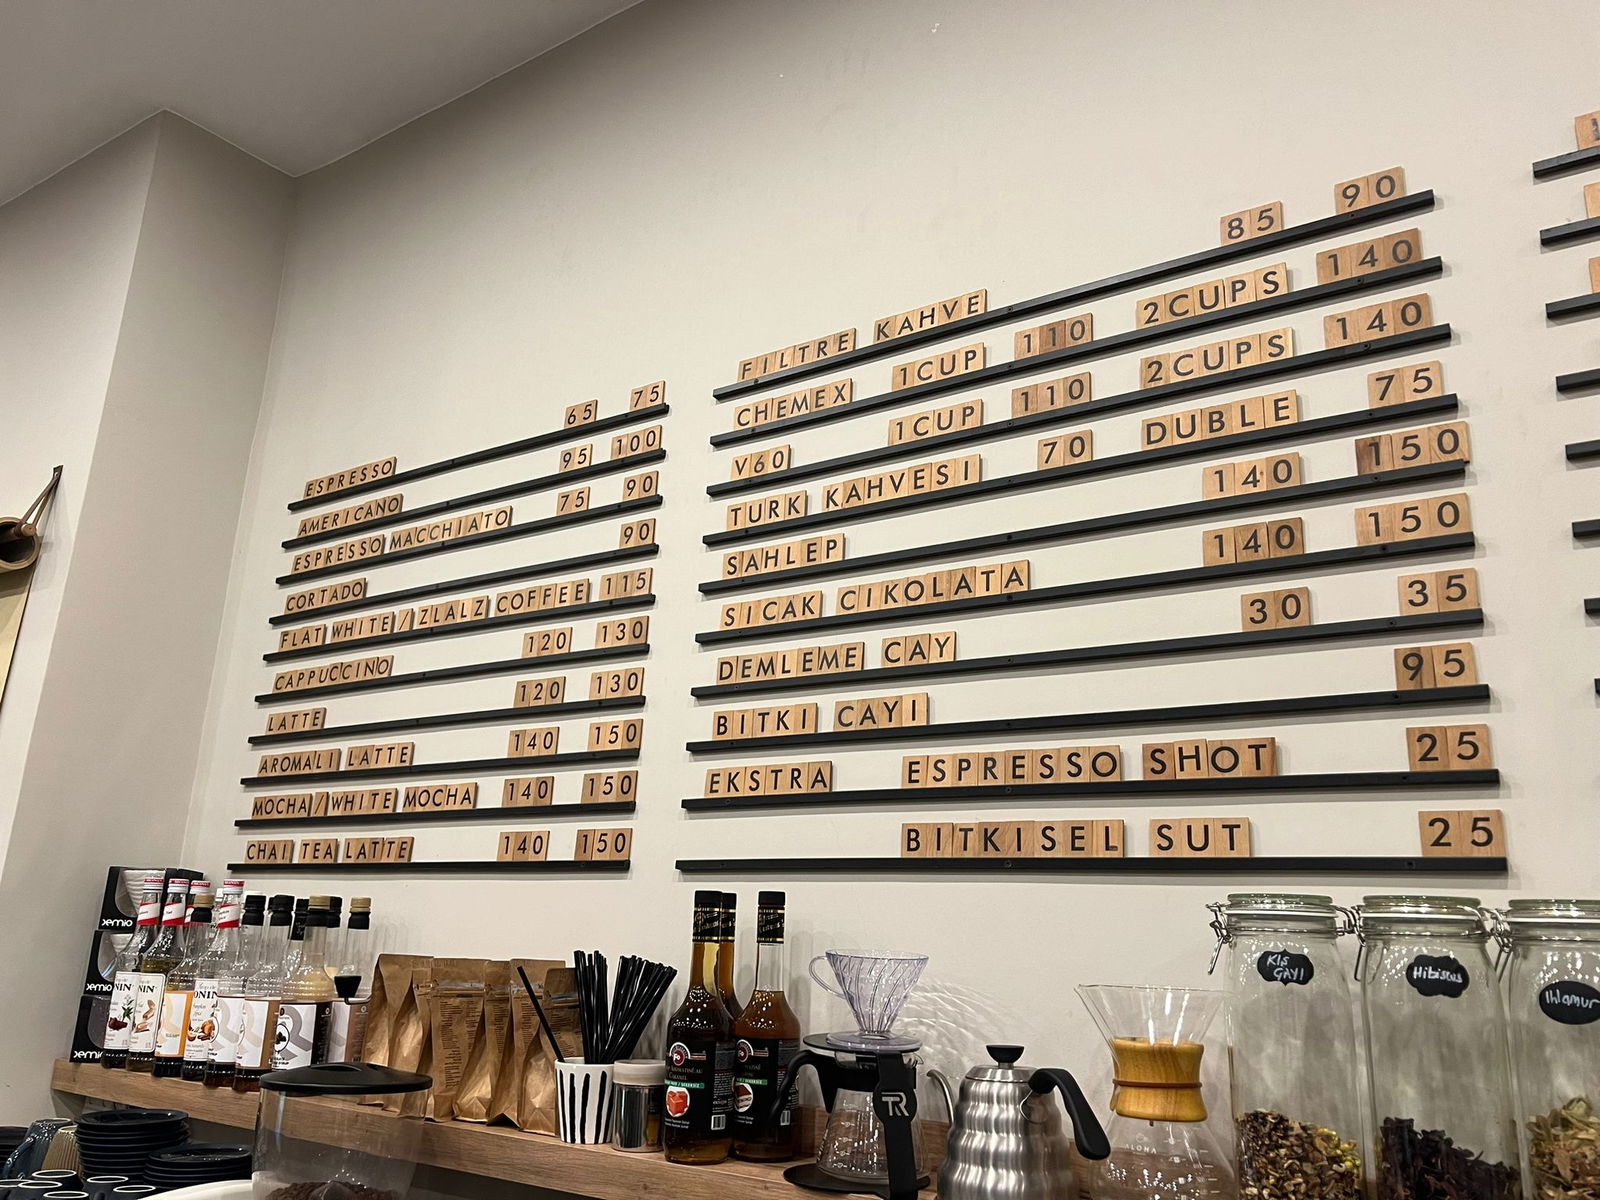 ESPRESSO 65 75
AMERICANO 95 100
ESPRESSO MACCHIATO 75 90
CORTADO 90
FLAT WHITE/ZLALZ COFFEE 115
CAPPUCCINO 120 130
LATTE 120 130
AROMALI LATTE 140 150
MOCHA/WHITE MOCHA 140 150
CHAI TEA LATTE 140 150
FILTRE KAHVE 85 90
CHEMEX 1CUP 110 2CUPS 140
V60 1CUP 110 2CUPS 140
TURK KAHVESI 70 DUBLE 75
SAHLEP 140 150
SICAK CIKOLATA 140 150
DEMLEME CAY 30 35
BITKI CAYI 95
EKSTRA ESPRESSO SHOT 25
BITKISEL SUT 25
KIS
ÇAYI
Hibiscus
Ihlamur
TR